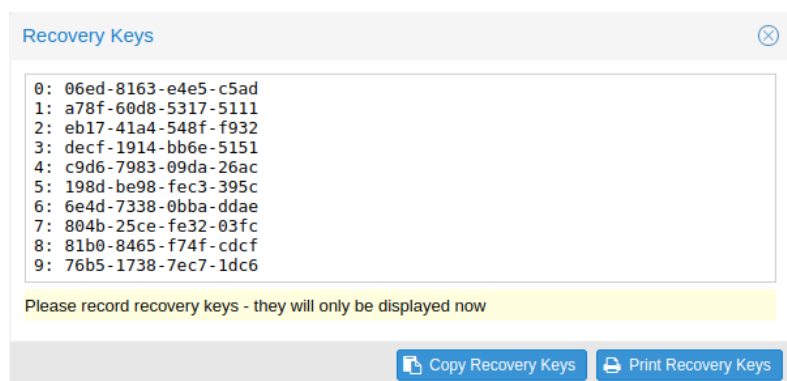 Recovery Keys
0: 06ed-8163-e4e5-c5ad
1: a78f-60d8-5317-5111
2: eb17-41a4-548f-f932
3: decf-1914-bb6e-5151
4: c9d6-7983-09da-26ac
5: 198d-be98-fec3-395c
6: 6e4d-7338-0bba-ddae
7: 804b-25ce-fe32-03fc
8: 81b0-8465-f74f-cdcf
9: 76b5-1738-7ec7-1dc6
Please record recovery keys - they will only be displayed now
Copy Recovery Keys Print Recovery Keys